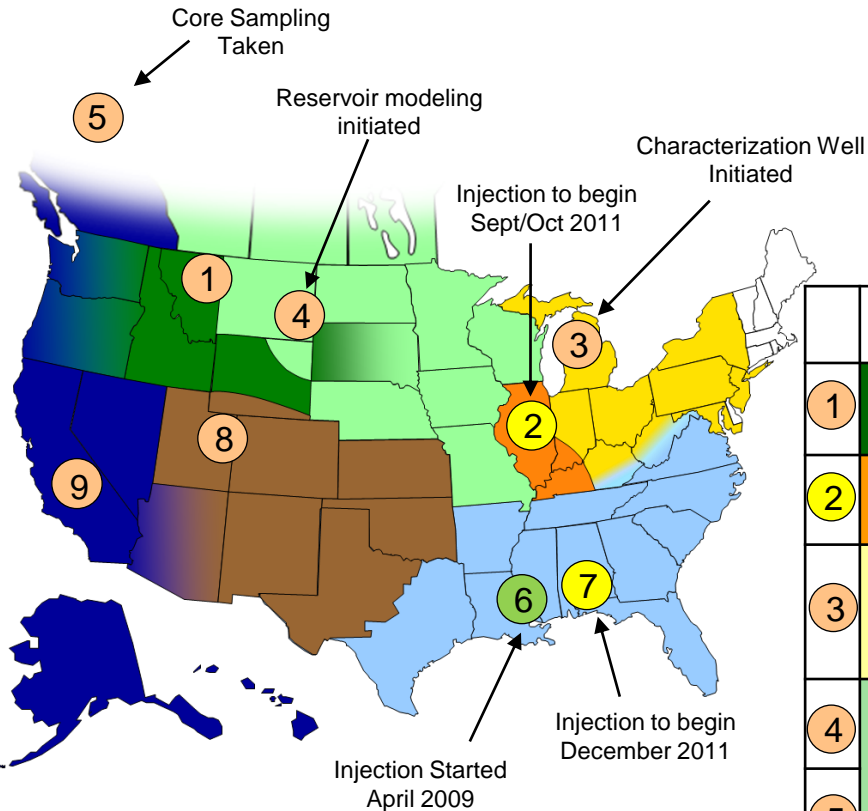 Core Sampling
Taken
5
Reservoir modeling
initiated
Characterization Well
Initiated
Injection to begin
Sept/Oct 2011
1
4
3
2
8
9
6
7
Injection to begin
December 2011
Injection Started
April 2009
1
2
3
4